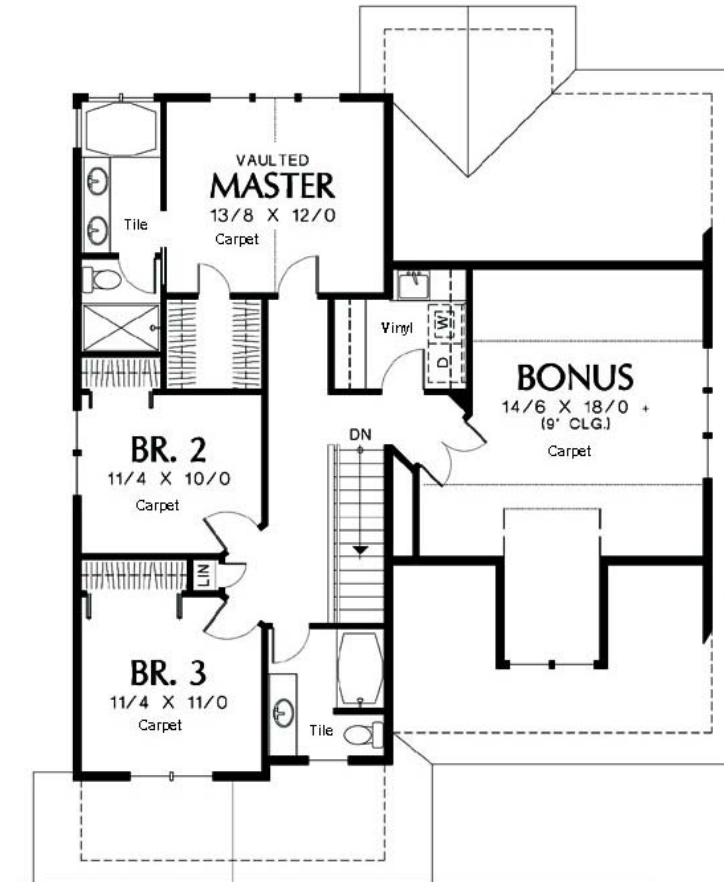 VAULTED
MASTER
13/8 X 12/0
Carpet
Tile
Vinyl
W
D
BONUS
14/6 X 18/0 +
(9' CLG.)
Carpet
DN
BR. 2
11/4 X 10/0
Carpet
LIN
BR. 3
11/4 X 11/0
Carpet
Tile